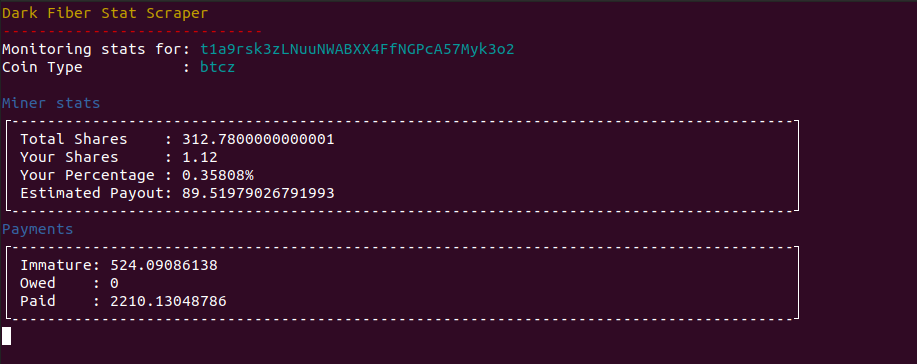 Dark Fiber Stat Scraper
-----------------------------
Monitoring stats for: t1a9rsk3zLNuuNWABXX4FfNGPcA57Myk3o2
Coin Type : btcz
Miner stats
Total Shares : 312.7800000000001
Your Shares : 1.12
Your Percentage : 0.35808%
Estimated Payout: 89.51979026791993
Payments
Immature: 524.09086138
Owed : 0
Paid : 2210.13048786